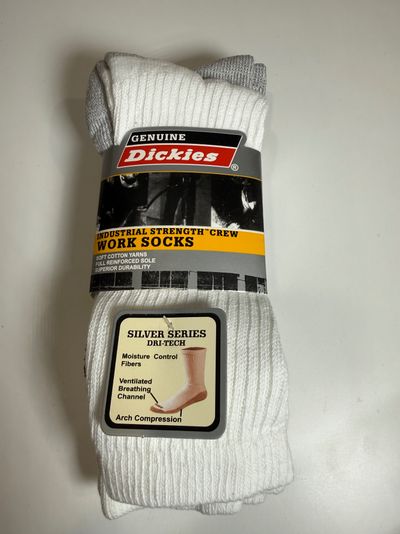 GENUINE
Dickies
®
INDUSTRIAL STRENGTH™ CREW
WORK SOCKS
SOFT COTTON YARNS
FULL REINFORCED SOLE
SUPERIOR DURABILITY
SILVER SERIES
DRI-TECH
Moisture Control
Fibers
Ventilated
Breathing
Channel
Arch Compression